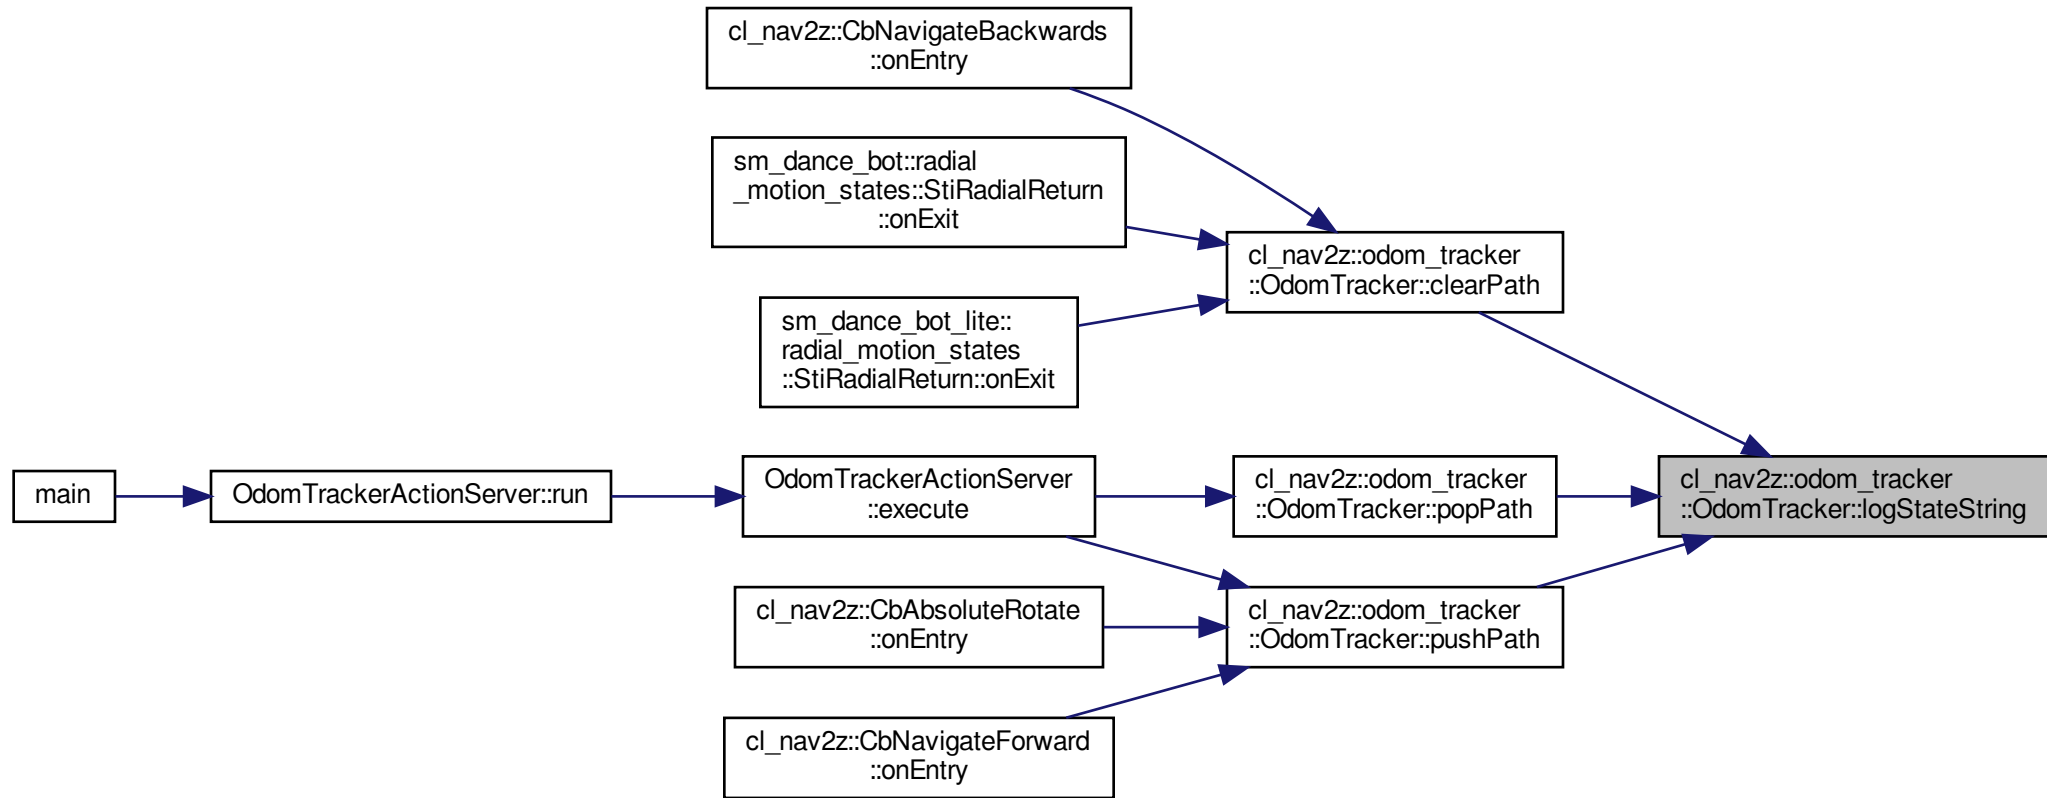 cl_nav2z::CbNavigateBackwards
::onEntry
sm_dance_bot::radial
_motion_states::StiRadialReturn
::onExit
cl_nav2z::odom_tracker
::OdomTracker::clearPath
sm_dance_bot_lite::
radial_motion_states
::StiRadialReturn::onExit
main
OdomTrackerActionServer::run
OdomTrackerActionServer
::execute
cl_nav2z::odom_tracker
::OdomTracker::popPath
cl_nav2z::odom_tracker
::OdomTracker::logStateString
cl_nav2z::CbAbsoluteRotate
::onEntry
cl_nav2z::odom_tracker
::OdomTracker::pushPath
cl_nav2z::CbNavigateForward
::onEntry